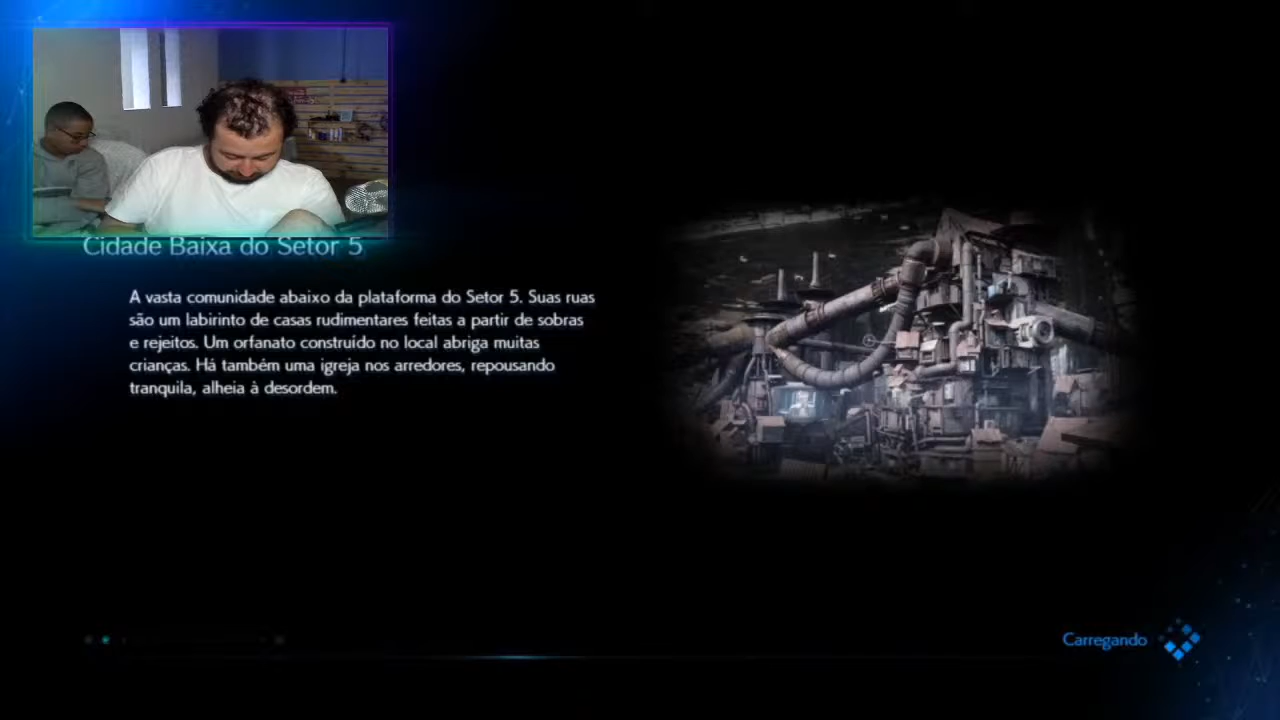 Cidade Baixa do Setor 5
A vasta comunidade abaixo da plataforma do Setor 5. Suas ruas
são um labirinto de casas rudimentares feitas a partir de sobras
e rejeitos. Um orfanato construído no local abriga muitas
crianças. Há também uma igreja nos arredores, repousando
tranquila, alheia à desordem.
Carregando